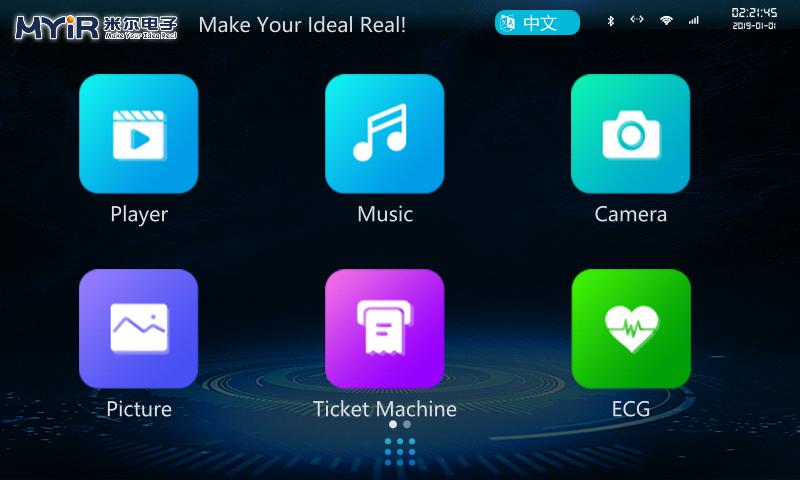 MYiR 米尔电子
Make Your Idea Real
Make Your Ideal Real!
中文
02:21:45
2019-01-01
Player
Music
Camera
Picture
Ticket Machine
ECG